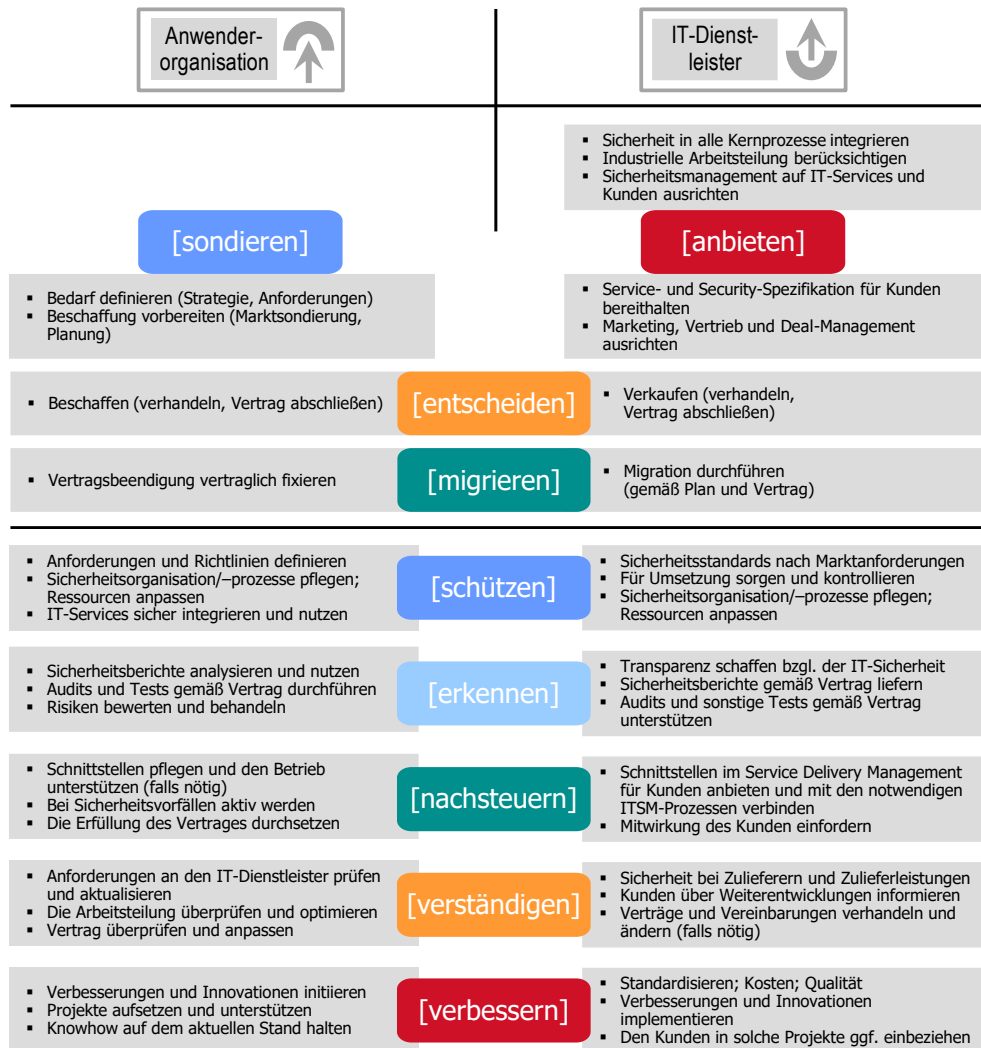 Anwender-
organisation
IT-Dienst-
leister
▪ Sicherheit in alle Kernprozesse integrieren
▪ Industrielle Arbeitsteilung berücksichtigen
▪ Sicherheitsmanagement auf IT-Services und
Kunden ausrichten
[sondieren]
[anbieten]
▪ Bedarf definieren (Strategie, Anforderungen)
▪ Beschaffung vorbereiten (Marktsondierung,
Planung)
▪ Service- und Security-Spezifikation für Kunden
bereithalten
▪ Marketing, Vertrieb und Deal-Management
ausrichten
▪ Beschaffen (verhandeln, Vertrag abschließen)
[entscheiden]
▪ Verkaufen (verhandeln,
Vertrag abschließen)
▪ Vertragsbeendigung vertraglich fixieren
[migrieren]
▪ Migration durchführen
(gemäß Plan und Vertrag)
▪ Anforderungen und Richtlinien definieren
▪ Sicherheitsorganisation/–prozesse pflegen;
Ressourcen anpassen
▪ IT-Services sicher integrieren und nutzen
[schützen]
▪ Sicherheitsstandards nach Marktanforderungen
▪ Für Umsetzung sorgen und kontrollieren
▪ Sicherheitsorganisation/–prozesse pflegen;
Ressourcen anpassen
▪ Sicherheitsberichte analysieren und nutzen
▪ Audits und Tests gemäß Vertrag durchführen
▪ Risiken bewerten und behandeln
[erkennen]
▪ Transparenz schaffen bzgl. der IT-Sicherheit
▪ Sicherheitsberichte gemäß Vertrag liefern
▪ Audits und sonstige Tests gemäß Vertrag
unterstützen
▪ Schnittstellen pflegen und den Betrieb
unterstützen (falls nötig)
▪ Bei Sicherheitsvorfällen aktiv werden
▪ Die Erfüllung des Vertrages durchsetzen
[nachsteuern]
▪ Schnittstellen im Service Delivery Management
für Kunden anbieten und mit den notwendigen
ITSM-Prozessen verbinden
▪ Mitwirkung des Kunden einfordern
▪ Anforderungen an den IT-Dienstleister prüfen
und aktualisieren
▪ Die Arbeitsteilung überprüfen und optimieren
▪ Vertrag überprüfen und anpassen
[verständigen]
▪ Sicherheit bei Zulieferern und Zulieferleistungen
▪ Kunden über Weiterentwicklungen informieren
▪ Verträge und Vereinbarungen verhandeln und
ändern (falls nötig)
▪ Verbesserungen und Innovationen initiieren
▪ Projekte aufsetzen und unterstützen
▪ Knowhow auf dem aktuellen Stand halten
[verbessern]
▪ Standardisieren; Kosten; Qualität
▪ Verbesserungen und Innovationen
implementieren
▪ Den Kunden in solche Projekte ggf. einbeziehen